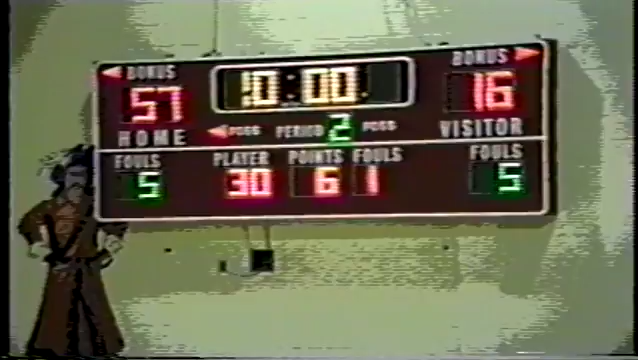 BONUS BONUS
57 10:00 16
HOME POSS PERIOD 2 POSS VISITOR
FOULS PLAYER POINTS FOULS FOULS
5 30 6 1 5